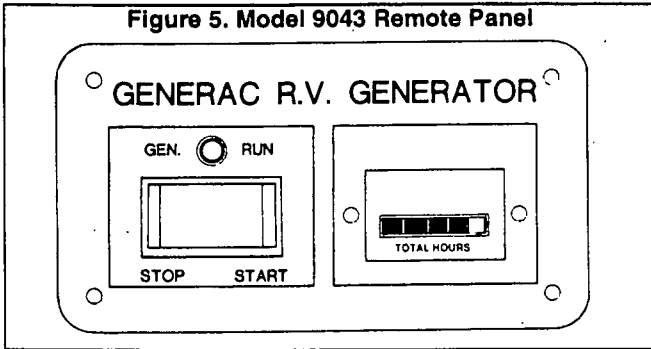 Figure 5. Model 9043 Remote Panel
GENERAC R.V. GENERATOR
GEN. RUN
STOP START
TOTAL HOURS